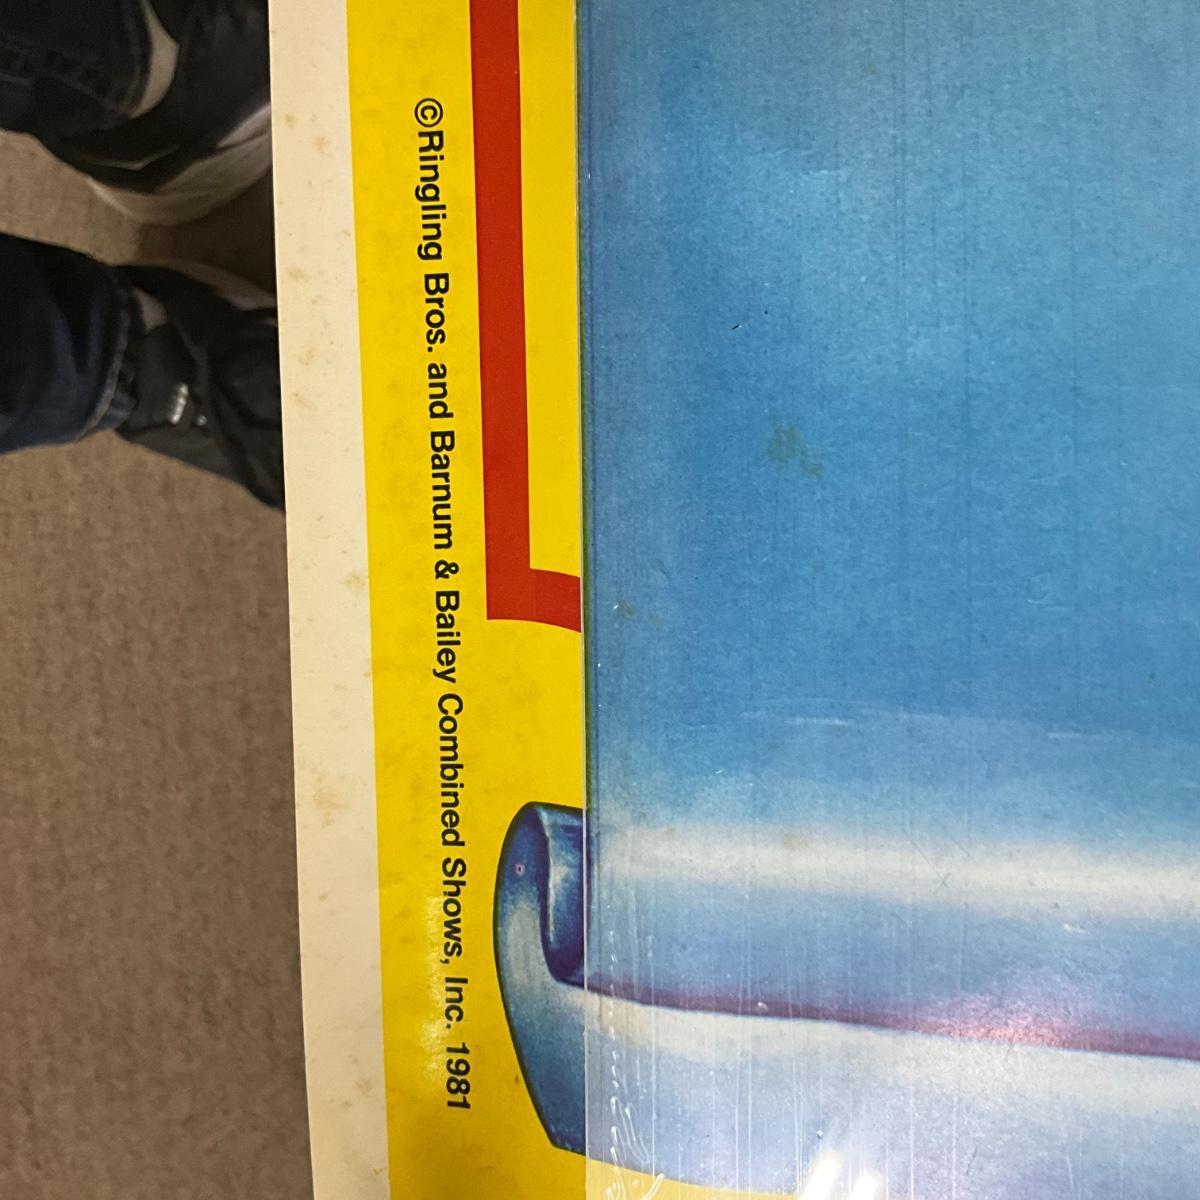 ©Ringling Bros. and Barnum & Bailey Combined Shows, Inc. 1981